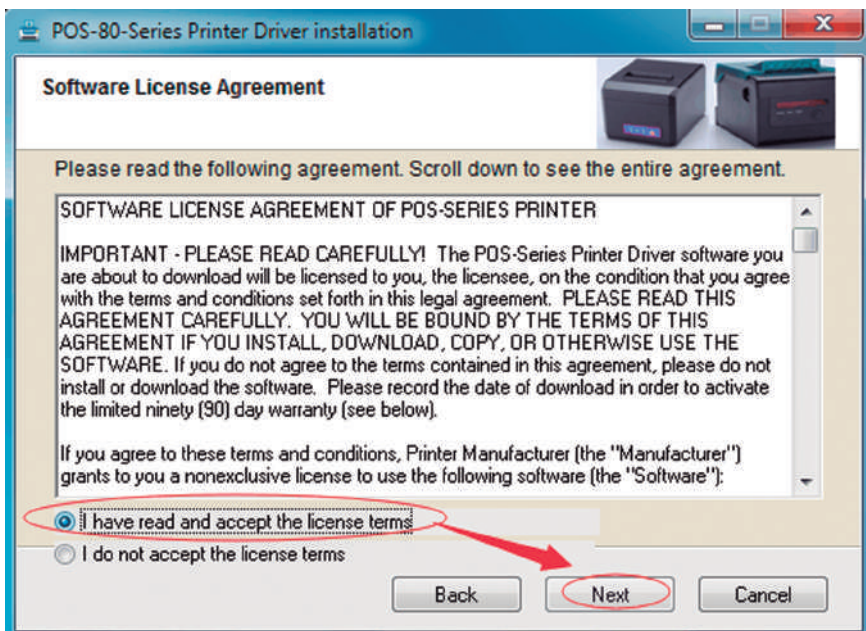 POS-80-Series Printer Driver installation
Software License Agreement
Please read the following agreement. Scroll down to see the entire agreement.
SOFTWARE LICENSE AGREEMENT OF POS-SERIES PRINTER
IMPORTANT - PLEASE READ CAREFULLY! The POS-Series Printer Driver software you
are about to download will be licensed to you, the licensee, on the condition that you agree
with the terms and conditions set forth in this legal agreement. PLEASE READ THIS
AGREEMENT CAREFULLY. YOU WILL BE BOUND BY THE TERMS OF THIS
AGREEMENT IF YOU INSTALL, DOWNLOAD, COPY, OR OTHERWISE USE THE
SOFTWARE. If you do not agree to the terms contained in this agreement, please do not
install or download the software. Please record the date of download in order to activate
the limited ninety (90) day warranty (see below).
If you agree to these terms and conditions, Printer Manufacturer (the "Manufacturer")
grants to you a nonexclusive license to use the following software (the "Software"):
I have read and accept the license terms
I do not accept the license terms
Back Next Cancel